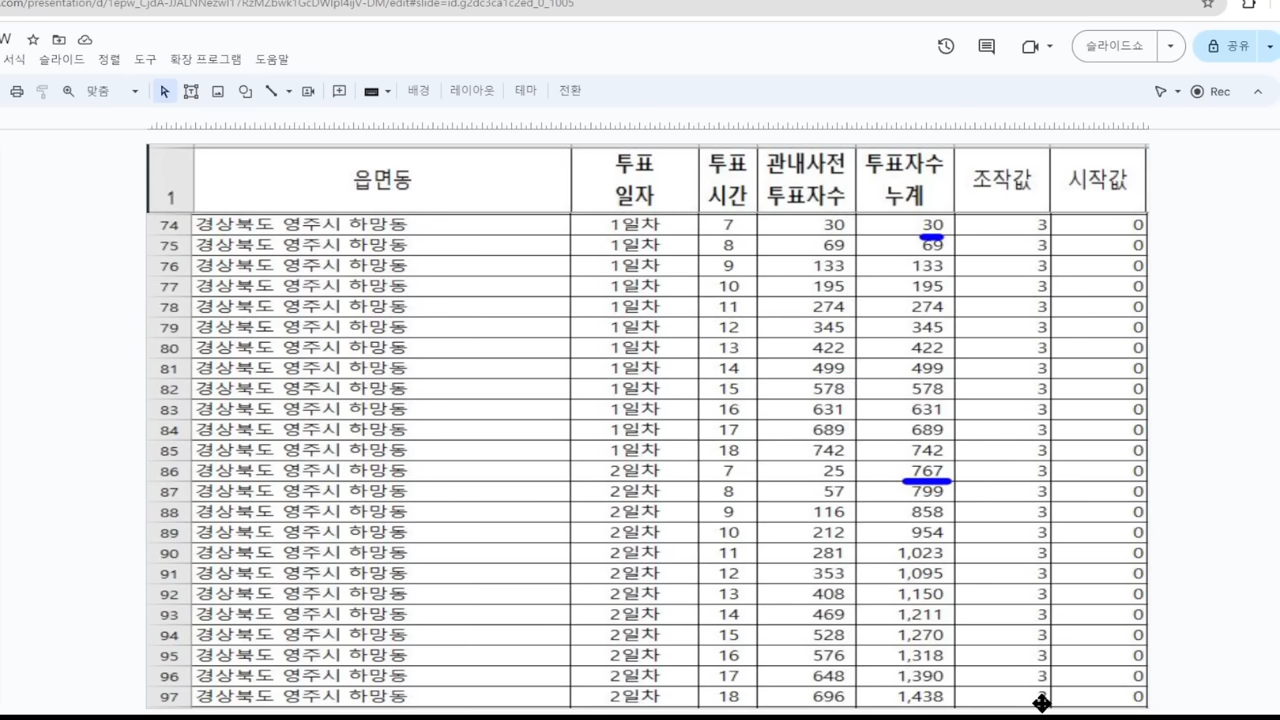 서식 슬라이드 정렬 도구 확장 프로그램 도움말
슬라이드쇼 공유
맞춤 배경 레이아웃 테마 전환 Rec
1 읍면동 투표 일자 투표 시간 관내사전 투표자수 투표자수 누계 조작값 시작값
74 경상북도 영주시 하망동 1일차 7 30 30 3 0
75 경상북도 영주시 하망동 1일차 8 69 69 3 0
76 경상북도 영주시 하망동 1일차 9 133 133 3 0
77 경상북도 영주시 하망동 1일차 10 195 195 3 0
78 경상북도 영주시 하망동 1일차 11 274 274 3 0
79 경상북도 영주시 하망동 1일차 12 345 345 3 0
80 경상북도 영주시 하망동 1일차 13 422 422 3 0
81 경상북도 영주시 하망동 1일차 14 499 499 3 0
82 경상북도 영주시 하망동 1일차 15 578 578 3 0
83 경상북도 영주시 하망동 1일차 16 631 631 3 0
84 경상북도 영주시 하망동 1일차 17 689 689 3 0
85 경상북도 영주시 하망동 1일차 18 742 742 3 0
86 경상북도 영주시 하망동 2일차 7 25 767 3 0
87 경상북도 영주시 하망동 2일차 8 57 799 3 0
88 경상북도 영주시 하망동 2일차 9 116 858 3 0
89 경상북도 영주시 하망동 2일차 10 212 954 3 0
90 경상북도 영주시 하망동 2일차 11 281 1,023 3 0
91 경상북도 영주시 하망동 2일차 12 353 1,095 3 0
92 경상북도 영주시 하망동 2일차 13 408 1,150 3 0
93 경상북도 영주시 하망동 2일차 14 469 1,211 3 0
94 경상북도 영주시 하망동 2일차 15 528 1,270 3 0
95 경상북도 영주시 하망동 2일차 16 576 1,318 3 0
96 경상북도 영주시 하망동 2일차 17 648 1,390 3 0
97 경상북도 영주시 하망동 2일차 18 696 1,438 0